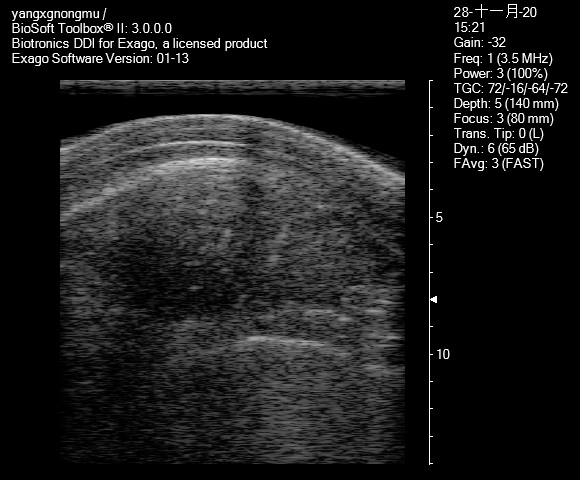 yangxgnongmu /
BioSoft Toolbox® II: 3.0.0.0
Biotronics DDI for Exago, a licensed product
Exago Software Version: 01-13
28-十一月-20
15:21
Gain: -32
Freq: 1 (3.5 MHz)
Power: 3 (100%)
TGC: 72/-16/-64/-72
Depth: 5 (140 mm)
Focus: 3 (80 mm)
Trans. Tip: 0 (L)
Dyn.: 6 (65 dB)
FAvg: 3 (FAST)
5
10